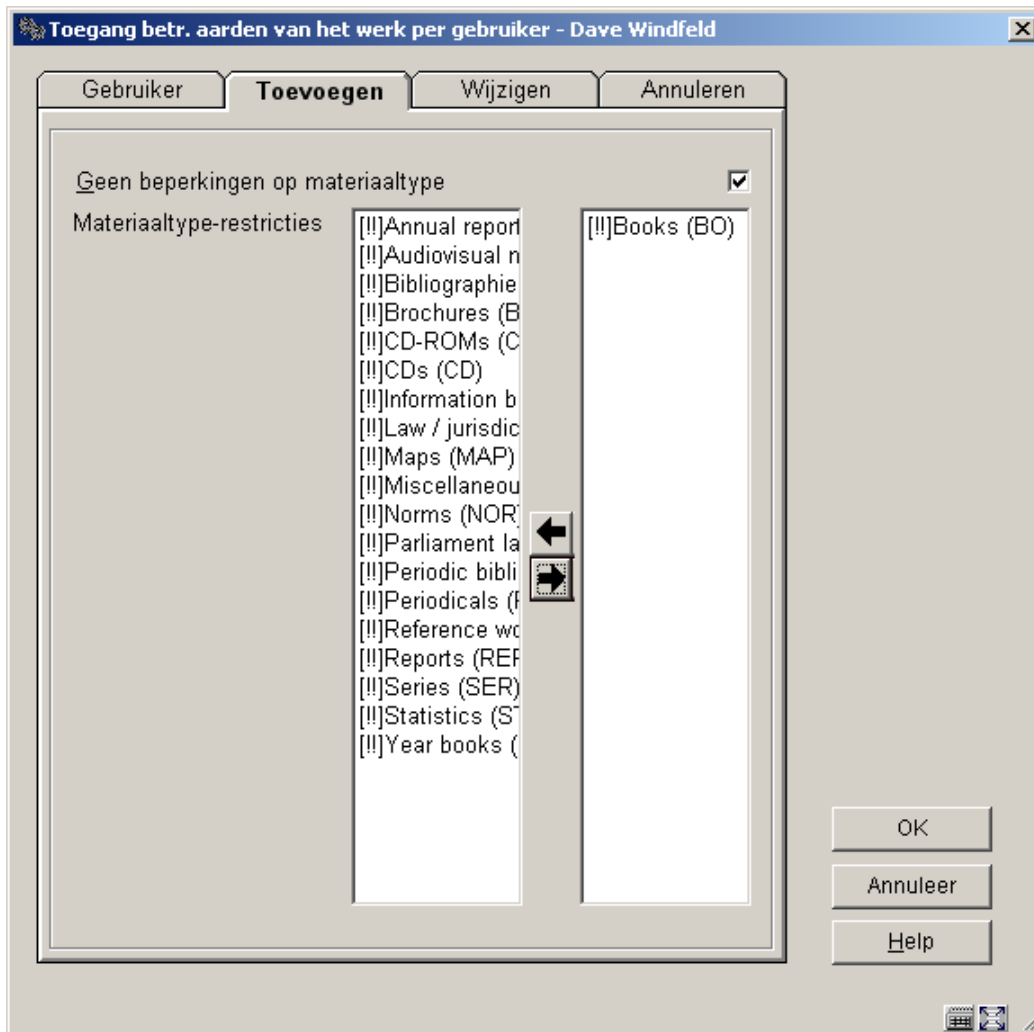 Toegang betr. aarden van het werk per gebruiker - Dave Windfeld
Gebruiker
Toevoegen
Wijzigen
Annuleren
Geen beperkingen op materiaaltype
Materiaaltype-restricties
[!!]Annual report
[!!]Audiovisual
[!!]Bibliographie
[!!]Brochures (B
[!!]CD-ROMs (C
[!!]CDs (CD)
[!!]Information b
[!!]Law / jurisdic
[!!]Maps (MAP)
[!!]Miscellaneou
[!!]Norms (NOR)
[!!]Parliament la
[!!]Periodic bibli
[!!]Periodicals (
[!!]Reference wo
[!!]Reports (REF
[!!]Series (SER)
[!!]Statistics (S
[!!]Year books (
[!!]Books (BO)
OK
Annuleer
Help